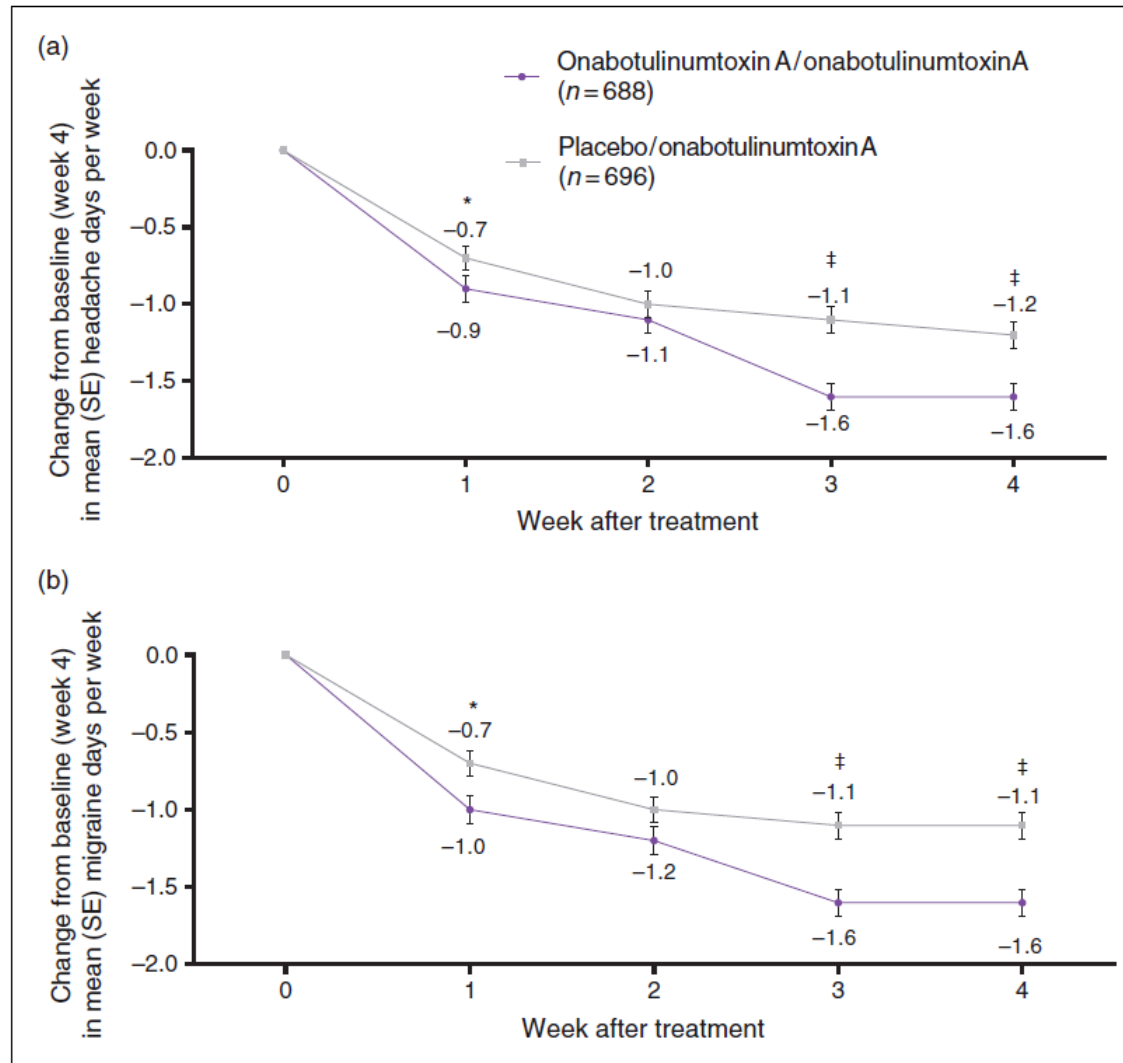 (a)
Onabotulinumtoxin A/onabotulinumtoxinA
(n=688)
Placebo/onabotulinumtoxinA
(n=696)
Change from baseline (week 4)
in mean (SE) headache days per week
0.0
–0.5
–1.0
–1.5
–2.0
*
–0.7
–1.0
‡
–1.1
‡
–1.2
–0.9
–1.1
–1.6
–1.6
0 1 2 3 4
Week after treatment
(b)
Change from baseline (week 4)
in mean (SE) migraine days per week
0.0
–0.5
–1.0
–1.5
–2.0
*
–0.7
–1.0
‡
–1.1
‡
–1.1
–1.0
–1.2
–1.6
–1.6
0 1 2 3 4
Week after treatment